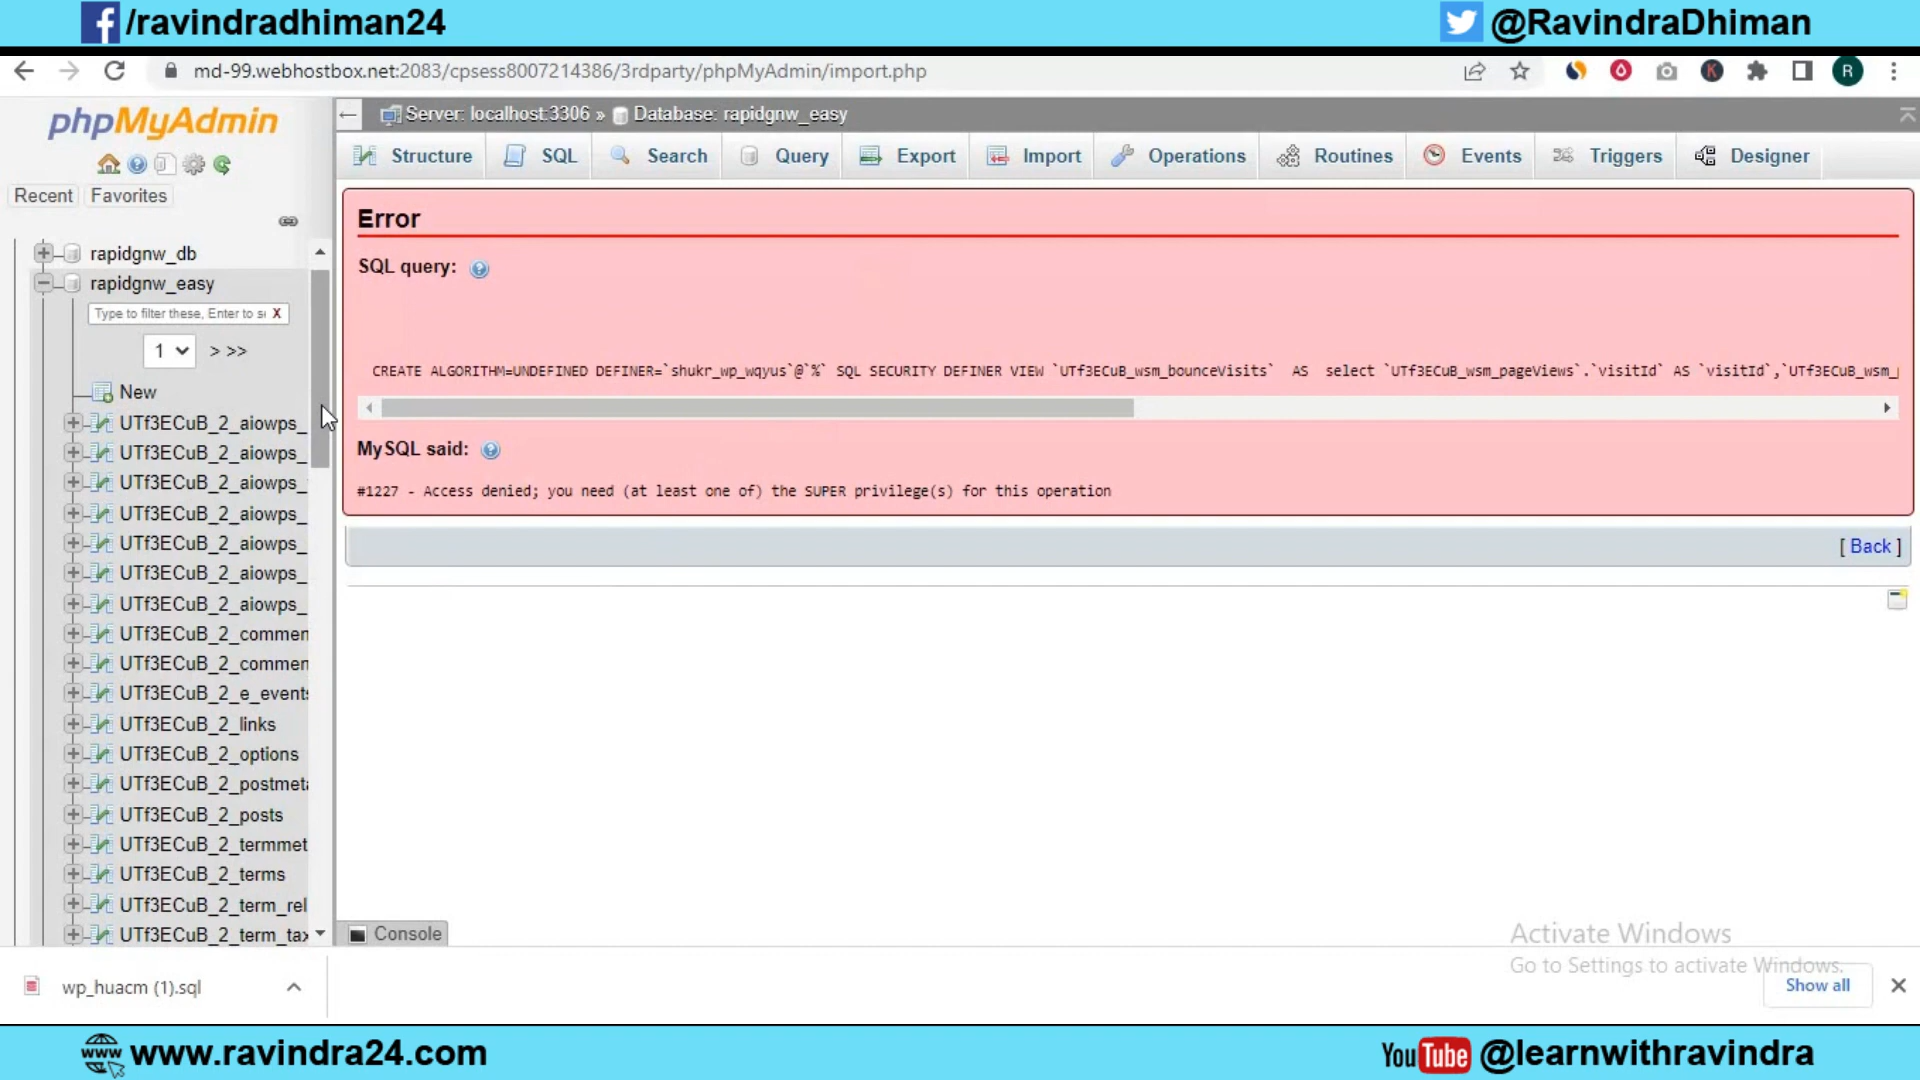 /ravindradhiman24
@RavindraDhiman
md-99.webhostbox.net:2083/cpsess8007214386/3rdparty/phpMyAdmin/import.php
R
phpMyAdmin
Server: localhost:3306 » Database: rapidgnw_easy
Structure SQL Search Query Export Import Operations Routines Events Triggers Designer
Recent Favorites
rapidgnw_db
rapidgnw_easy
Type to filter these, Enter to s X
1 > >>
New
UTf3ECuB_2_aiowps_
UTf3ECuB_2_aiowps_
UTf3ECuB_2_aiowps_
UTf3ECuB_2_aiowps_
UTf3ECuB_2_aiowps_
UTf3ECuB_2_aiowps_
UTf3ECuB_2_aiowps_
UTf3ECuB_2_commen
UTf3ECuB_2_commen
UTf3ECuB_2_e_events
UTf3ECuB_2_links
UTf3ECuB_2_options
UTf3ECuB_2_postmeta
UTf3ECuB_2_posts
UTf3ECuB_2_termmet
UTf3ECuB_2_terms
UTf3ECuB_2_term_rel
UTf3ECuB_2_term_tax
Error
SQL query:
CREATE ALGORITHM=UNDEFINED DEFINER=`shukr_wp_wqyus`@`%` SQL SECURITY DEFINER VIEW `UTf3ECuB_wsm_bounceVisits` AS select `UTf3ECuB_wsm_pageViews`.`visitId` AS `visitId`,`UTf3ECuB_wsm_
MySQL said:
#1227 - Access denied; you need (at least one of) the SUPER privilege(s) for this operation
[ Back ]
Console
Activate Windows
Go to Settings to activate Windows.
wp_huacm (1).sql
Show all
www www.ravindra24.com
YouTube @learnwithravindra